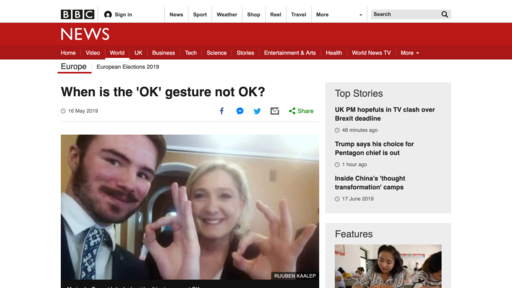 BBC Sign in News Sport Weather Shop Reel Travel More Search
NEWS
Home Video World UK Business Tech Science Stories Entertainment & Arts Health World News TV More
Europe European Elections 2019
When is the 'OK' gesture not OK?
16 May 2019
Share
RUUBEN KAALEP
Top Stories
UK PM hopefuls in TV clash over
Brexit deadline
48 minutes ago
Trump says his choice for
Pentagon chief is out
1 hour ago
Inside China's 'thought
transformation' camps
17 June 2019
Features